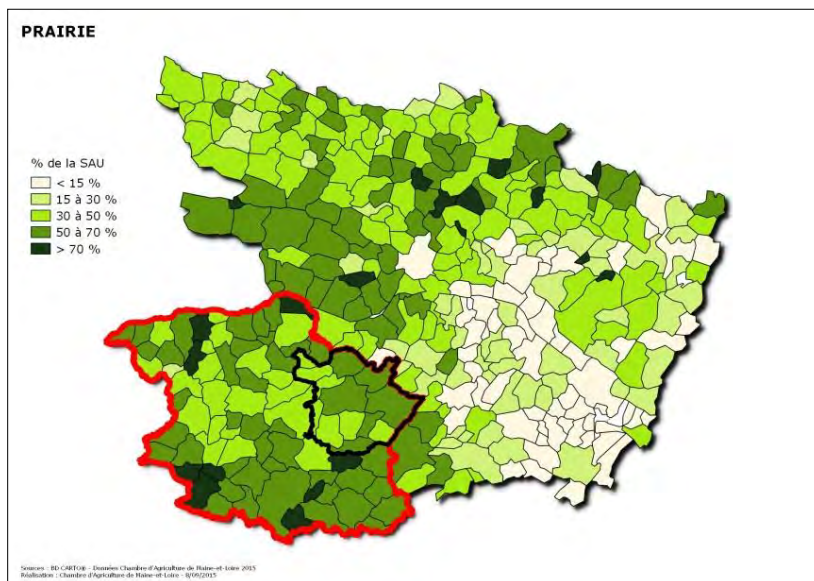 PRAIRIE
% de la SAU
< 15 %
15 à 30 %
30 à 50 %
50 à 70 %
> 70 %
Sources : BD CARTO® - Données Chambre d'Agriculture de Maine-et-Loire 2015
Réalisation : Chambre d'Agriculture de Maine-et-Loire - 8/09/2015